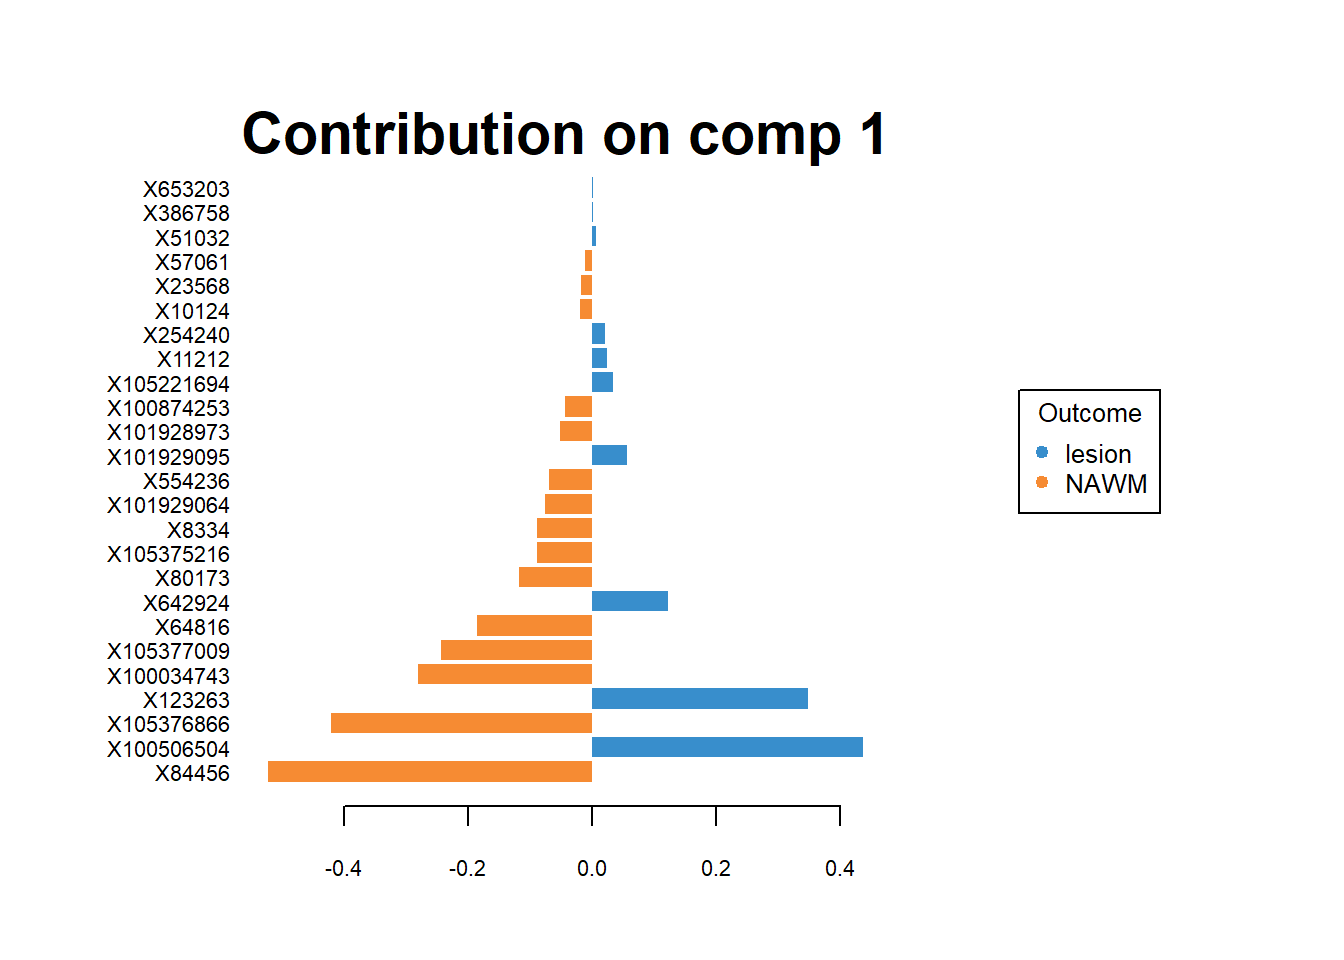 Contribution on comp 1
X653203
X386758
X51032
X57061
X23568
X10124
X254240
X11212
X105221694
X100874253
X101928973
X101929095
X554236
X101929064
X8334
X105375216
X80173
X642924
X64816
X105377009
X100034743
X123263
X105376866
X100506504
X84456
-0.4 -0.2 0.0 0.2 0.4
Outcome
lesion
NAWM